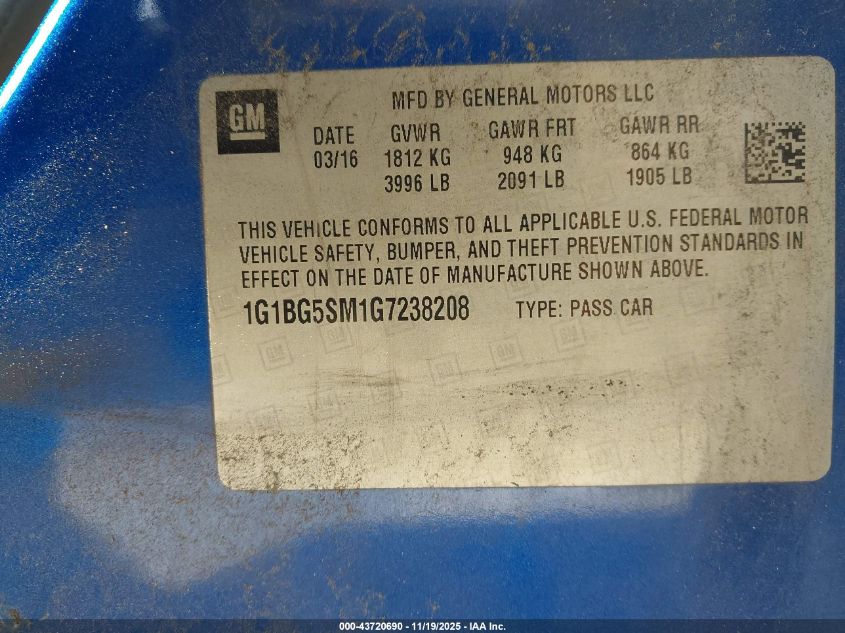 GM
MFD BY GENERAL MOTORS LLC
DATE GVWR GAWR FRT GAWR RR
03/16 1812 KG 948 KG 864 KG
3996 LB 2091 LB 1905 LB
THIS VEHICLE CONFORMS TO ALL APPLICABLE U.S. FEDERAL MOTOR
VEHICLE SAFETY, BUMPER, AND THEFT PREVENTION STANDARDS IN
EFFECT ON THE DATE OF MANUFACTURE SHOWN ABOVE.
1G1BG5SM1G7238208 TYPE: PASS CAR
000-43720690 - 11/19/2025 - IAA Inc.